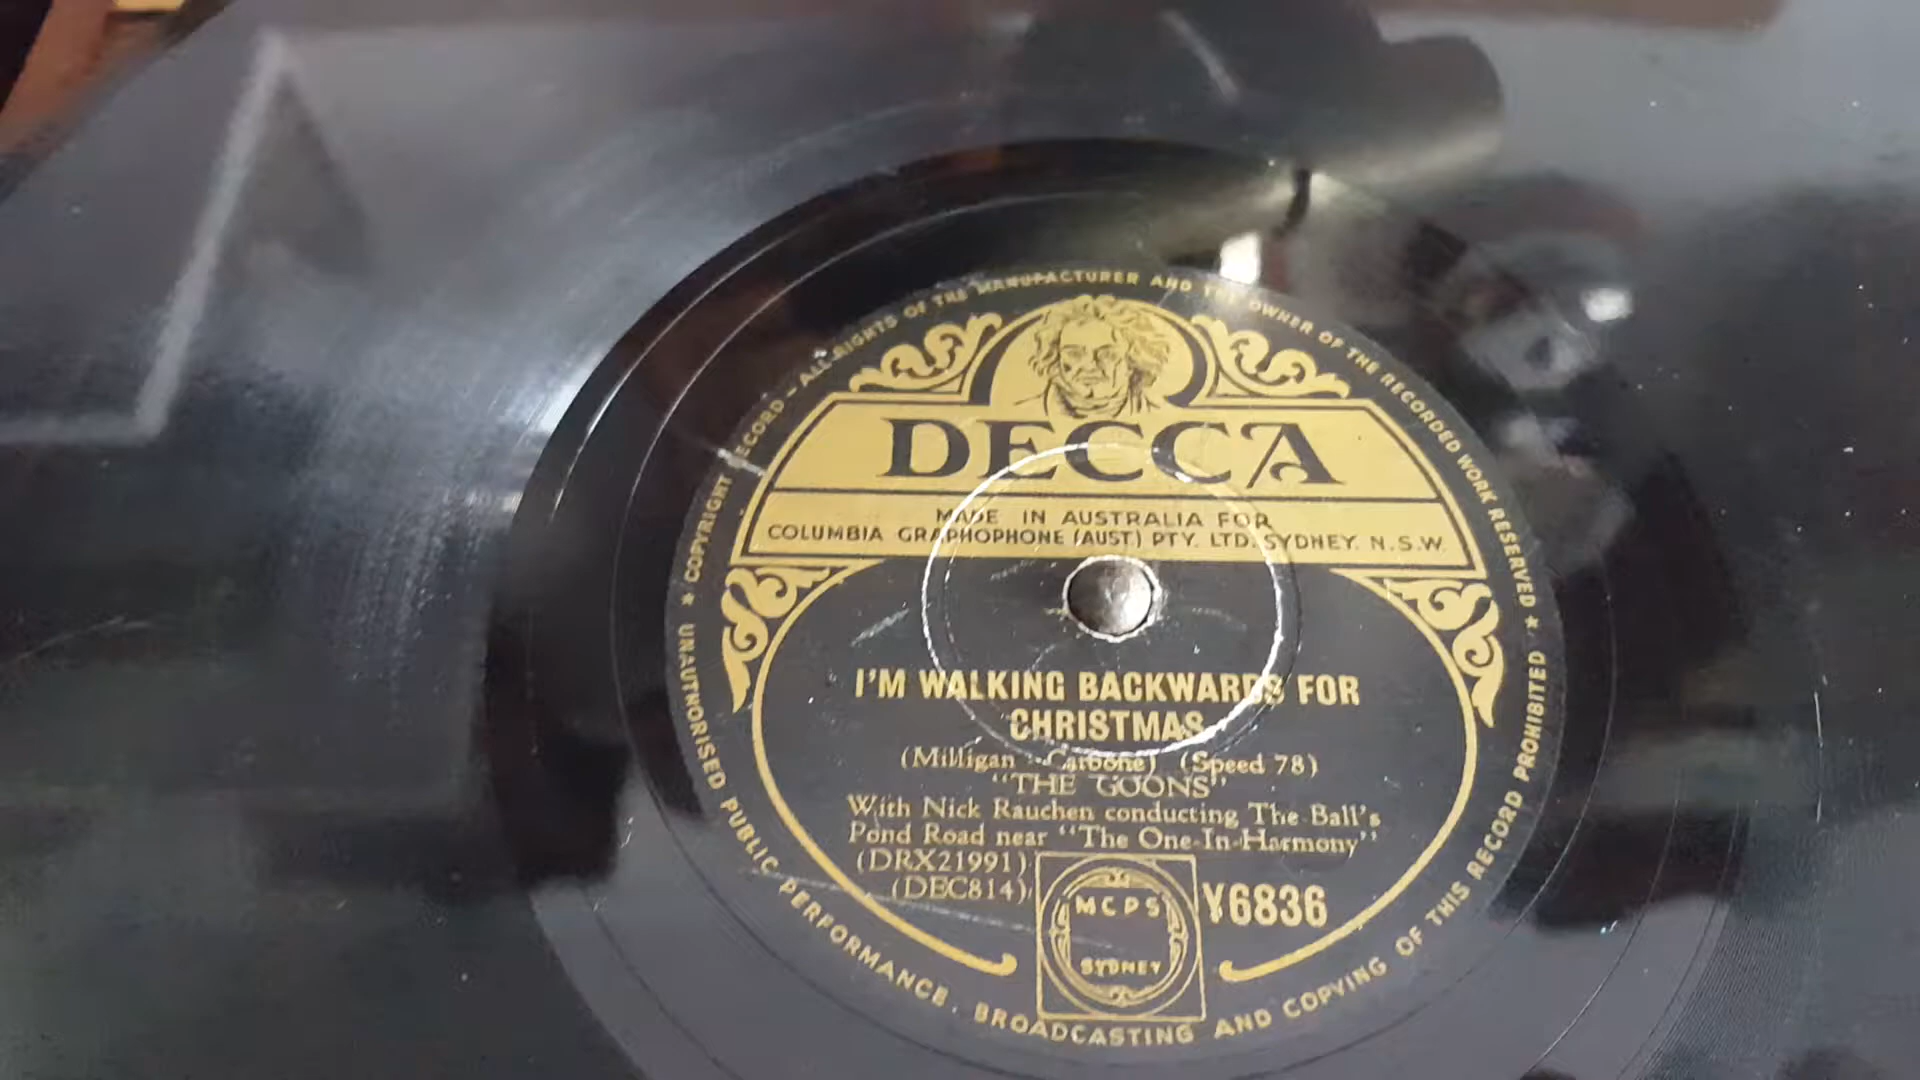 ★ COPYRIGHT RECORD - ALL RIGHTS OF THE MANUFACTURER AND THE OWNER OF THE RECORDED WORK RESERVED ★
DECCA
MADE IN AUSTRALIA FOR
COLUMBIA GRAPHOPHONE (AUST) PTY. LTD. SYDNEY. N.S.W.
I'M WALKING BACKWARDS FOR
CHRISTMAS
(Milligan - Carbone) (Speed 78)
"THE GOONS"
With Nick Rauchen conducting The Ball's
Pond Road near "The One-In-Harmony"
(DRX21991)
(DEC814)
Y6836
MCPS
SYDNEY
UNAUTHORISED PUBLIC PERFORMANCE. BROADCASTING AND COPYING OF THIS RECORD PROHIBITED